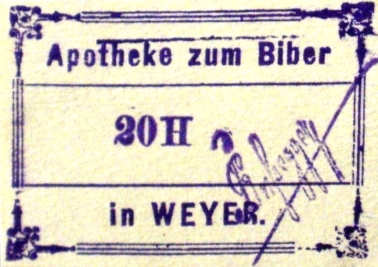 Apotheke zum Biber
20H
in WEYER.